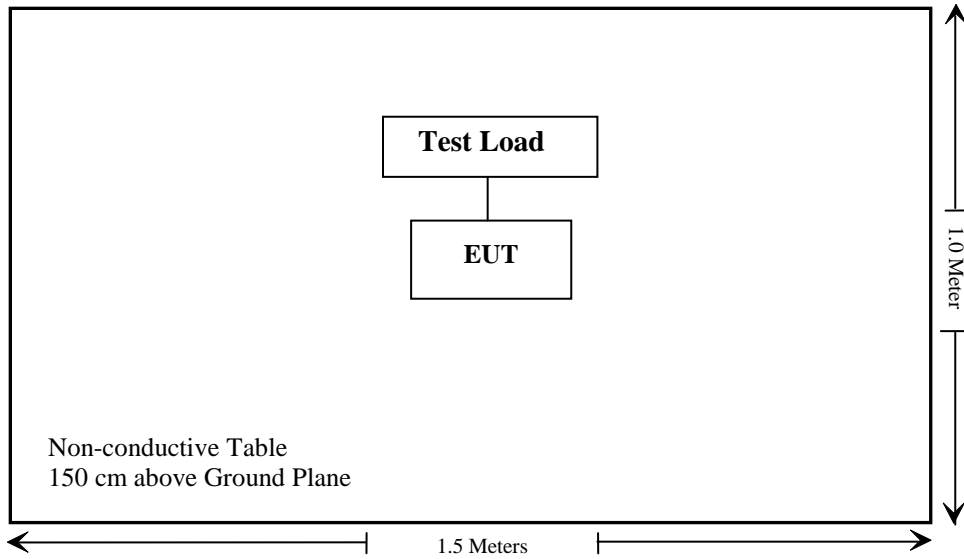 Test Load
EUT
1.0 Meter
Non-conductive Table
150 cm above Ground Plane
1.5 Meters